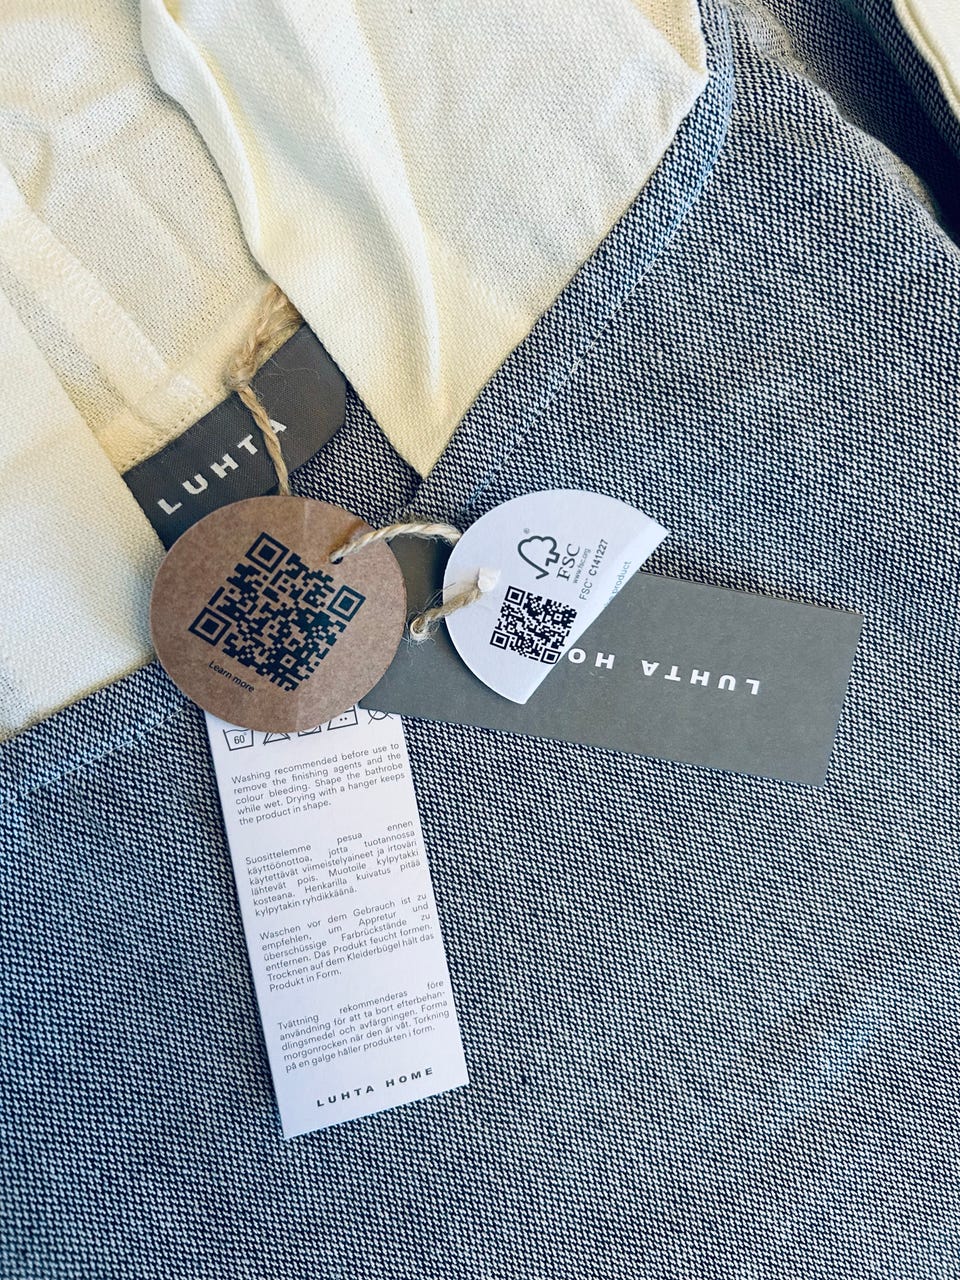 LUHTA
Learn more
®
FSC
www.fsc.org
FSC® C141227
product.
LUHTA HO
60°
Washing recommended before use to
remove the finishing agents and the
colour bleeding. Shape the bathrobe
while wet. Drying with a hanger keeps
the product in shape.
Suosittelemme pesua ennen
käyttöönottoa, jotta tuotannossa
käytettävät viimeistelyaineet ja irtoväri
lähtevät pois. Muotoile kylpytakki
kosteana. Henkarilla kuivatus pitää
kylpytakin ryhdikkäänä.
Waschen vor dem Gebrauch ist zu
empfehlen, um Appretur und
überschüssige Farbrückstände zu
entfernen. Das Produkt feucht formen.
Trocknen auf dem Kleiderbügel hält das
Produkt in Form.
Tvättning rekommenderas före
användning för att ta bort efterbehan-
dlingsmedel och avfärgningen. Forma
morgonrocken när den är våt. Torkning
på en galge håller produkten i form.
LUHTA HOME